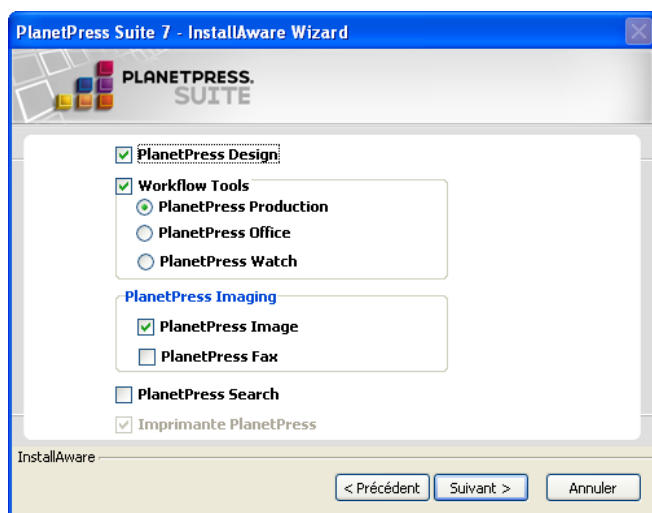 PlanetPress Suite 7 - InstallAware Wizard
PLANETPRESS.
SUITE
PlanetPress Design
Workflow Tools
PlanetPress Production
PlanetPress Office
PlanetPress Watch
PlanetPress Imaging
PlanetPress Image
PlanetPress Fax
PlanetPress Search
Imprimante PlanetPress
InstallAware
< Précédent
Suivant >
Annuler